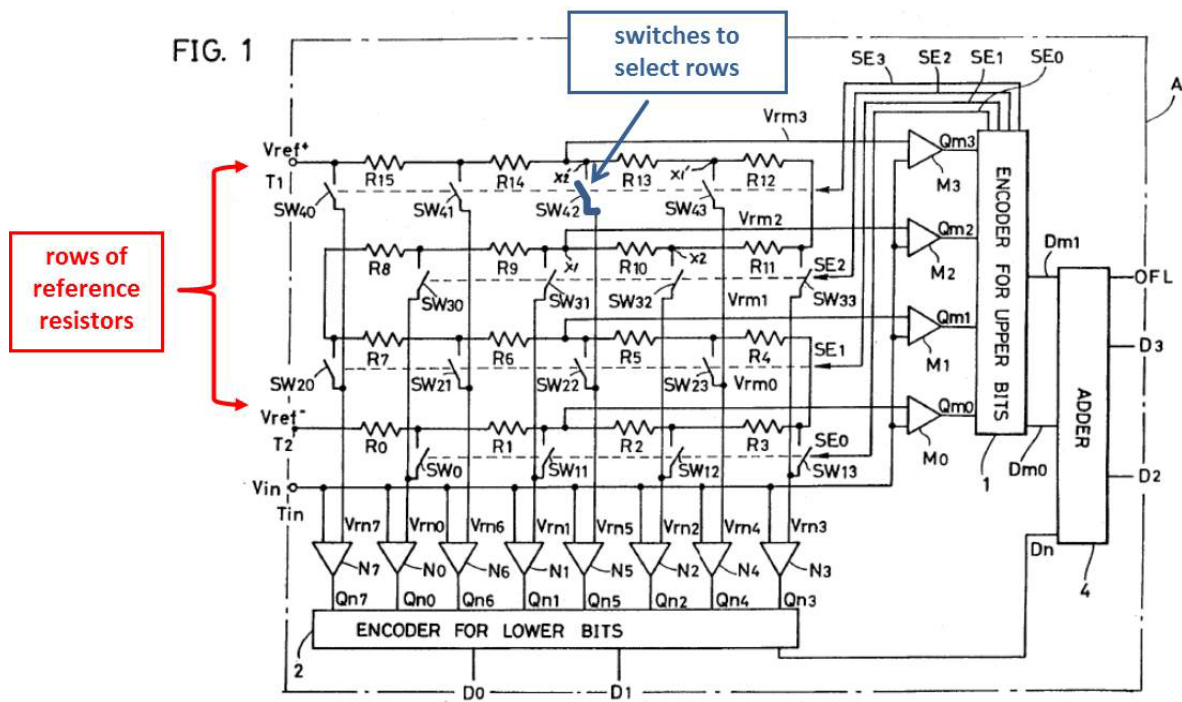 FIG. 1
switches to
select rows
SE3
SE2
SE1
SE0
A
Vrm3
Vref+
T1
R15
R14
x2'
R13
x1'
R12
Qm3
M3
SW40
SW41
SW42
SW43
rows of
reference
resistors
Vrm2
R8
R9
x1
R10
x2
R11
Qm2
M2
SE2
SW30
SW31
SW32
SW33
Vrm1
R7
R6
R5
R4
Qm1
M1
SE1
SW20
SW21
SW22
SW23
Vrm0
Vref-
T2
R0
R1
R2
R3
Qm0
M0
SE0
SW0
SW11
SW12
SW13
ENCODER FOR UPPER BITS
1
Dm1
Dm0
ADDER
4
OFL
D3
D2
Dn
Vin
Tin
Vrn7
Vrn0
Vrn6
Vrn1
Vrn5
Vrn2
Vrn4
Vrn3
N7
N0
N6
N1
N5
N2
N4
N3
Qn7
Qn0
Qn6
Qn1
Qn5
Qn2
Qn4
Qn3
ENCODER FOR LOWER BITS
2
D0
D1